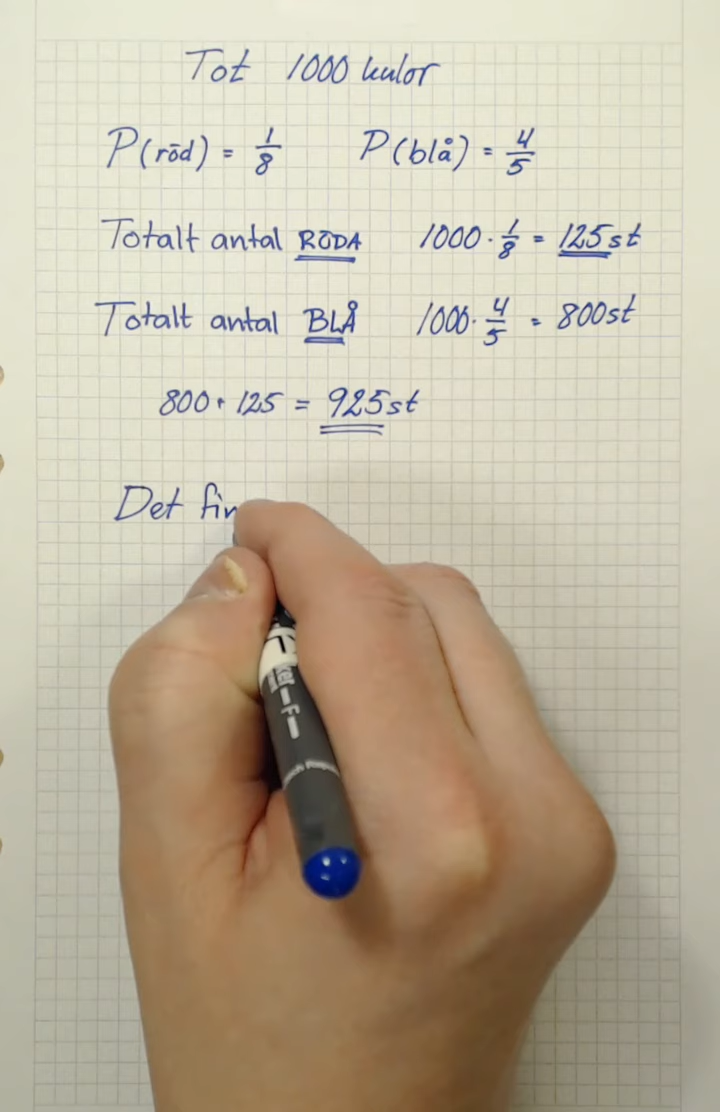 Tot 1000 kulor
P(röd) = 1/8 P(blå) = 4/5
Totalt antal RÖDA 1000 · 1/8 = 125st
Totalt antal BLÅ 1000 · 4/5 = 800st
800 + 125 = 925st
Det fin